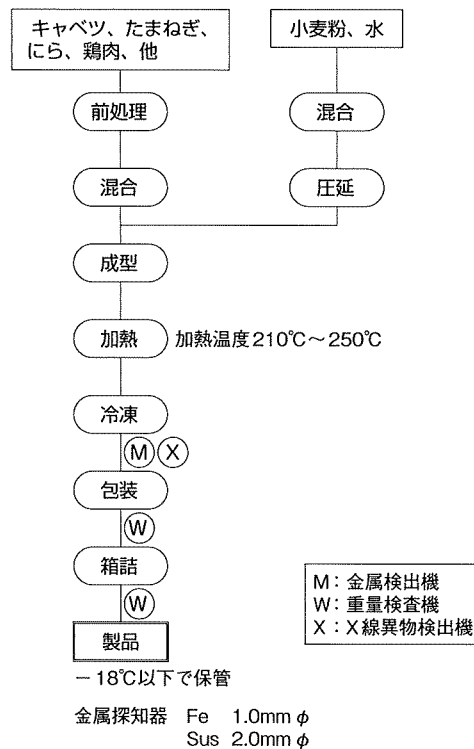 キャベツ、たまねぎ、
にら、鶏肉、他
小麦粉、水
前処理
混合
混合
圧延
成型
加熱
加熱温度210℃～250℃
冷凍
M X
包装
W
箱詰
W
製品
－18℃以下で保管
M：金属検出機
W：重量検査機
X：X線異物検出機
金属探知器 Fe 1.0mmφ
Sus 2.0mmφ